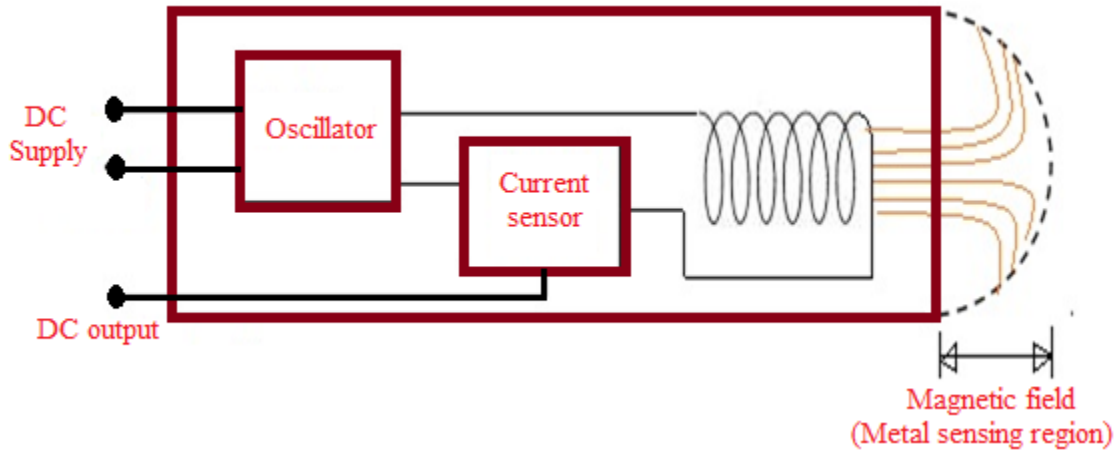 DC
Supply
Oscillator
Current
sensor
DC output
Magnetic field
(Metal sensing region)